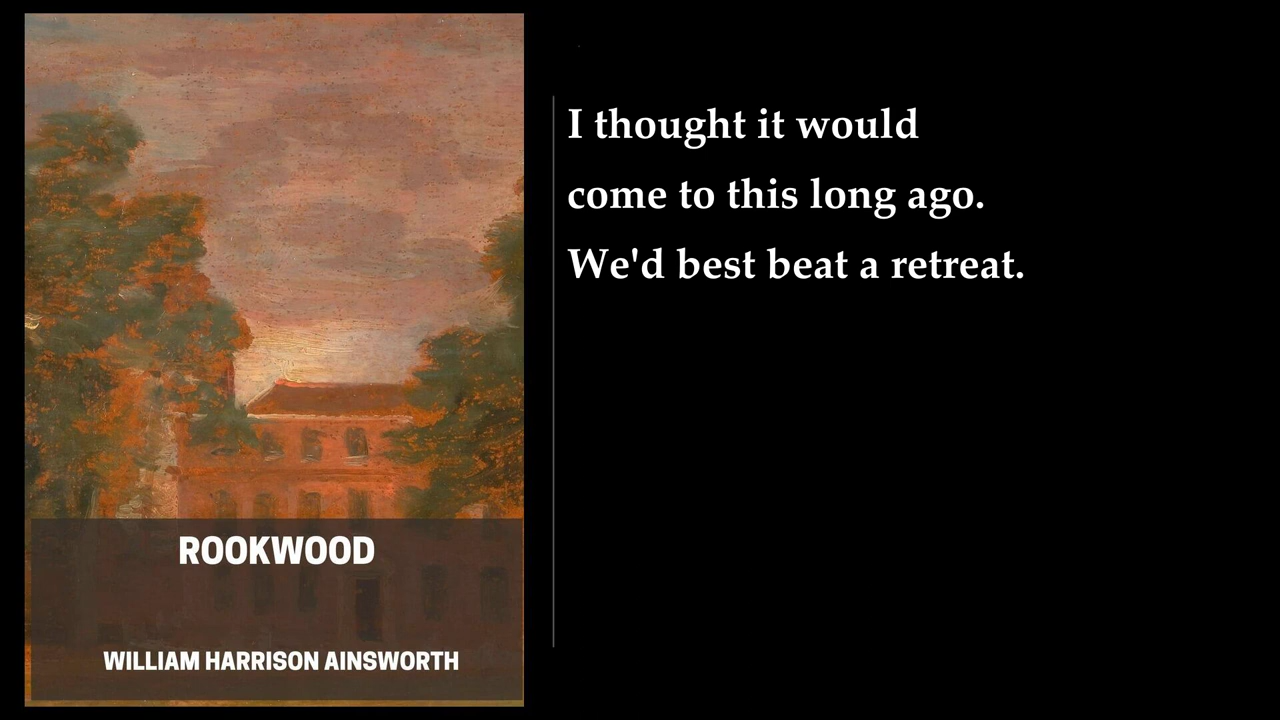 I thought it would
come to this long ago.
We'd best beat a retreat.
ROOKWOOD
WILLIAM HARRISON AINSWORTH